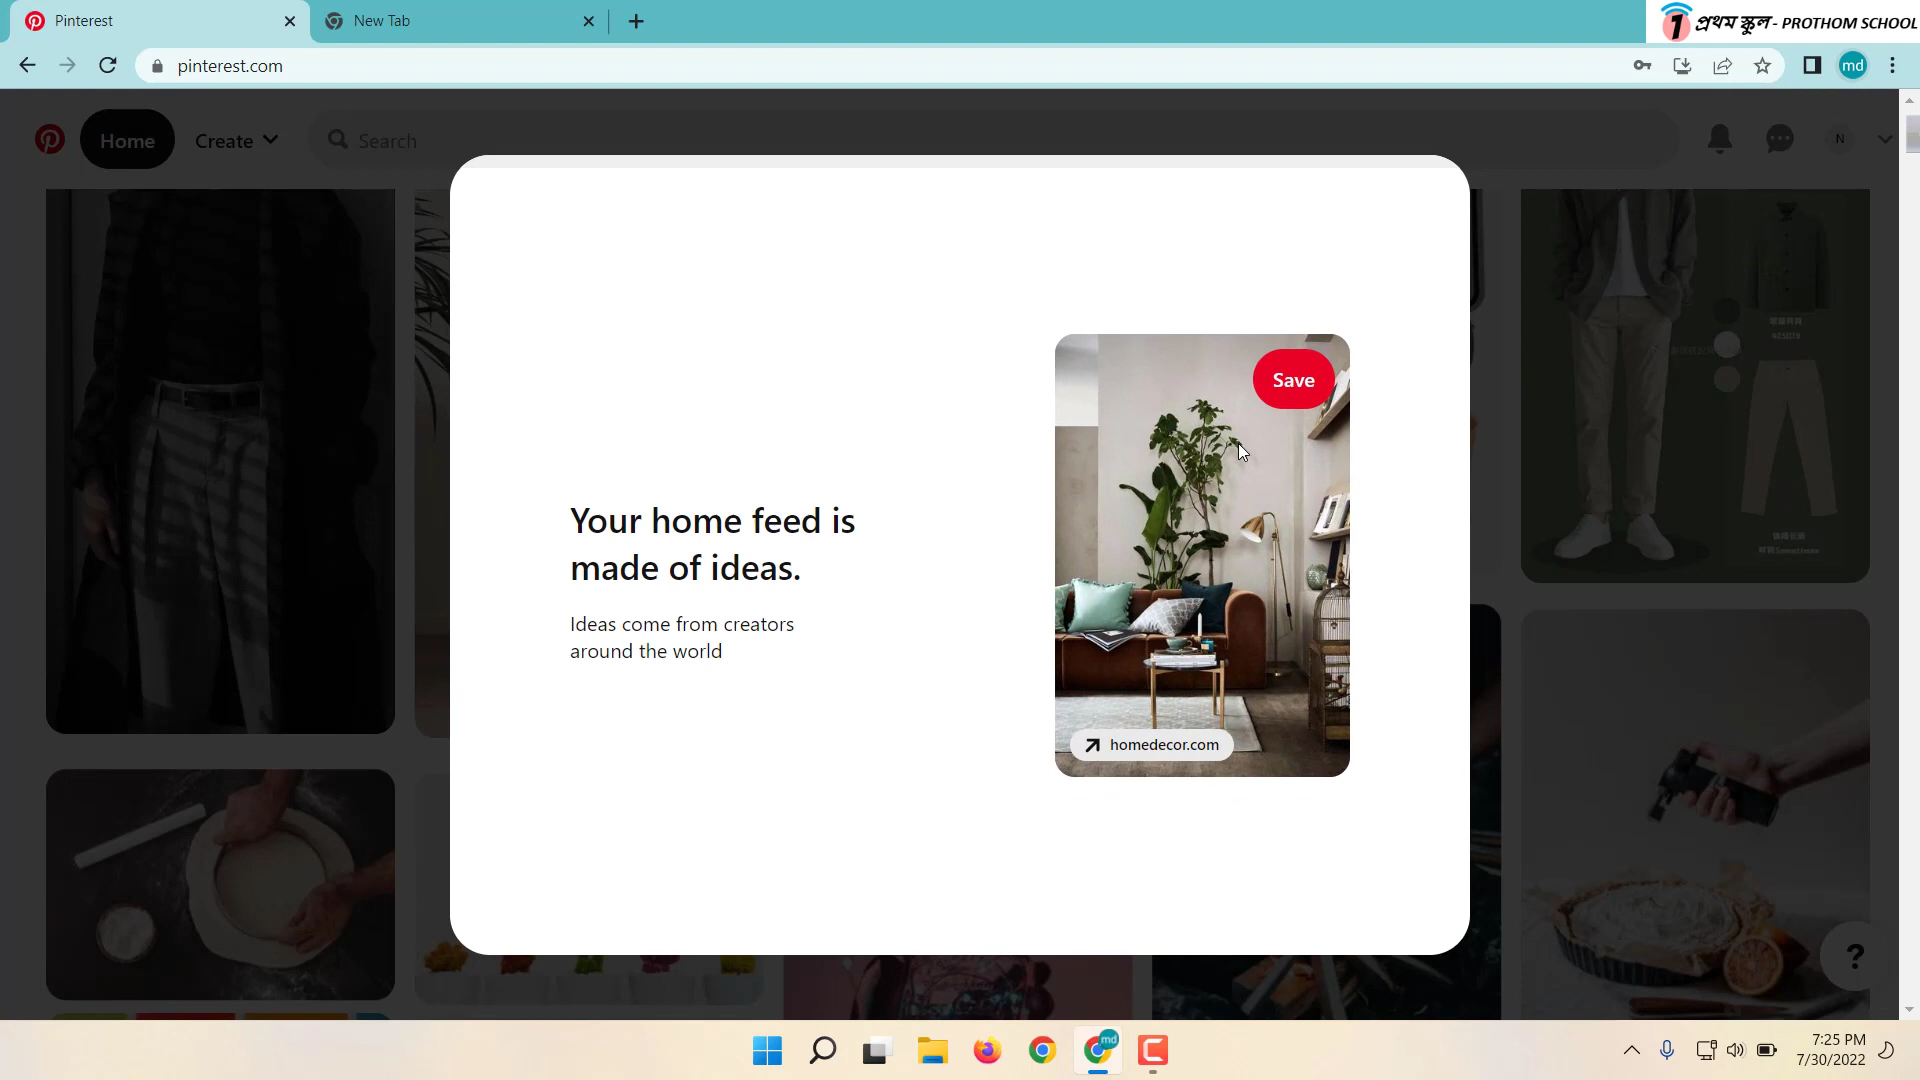 Pinterest
New Tab
প্রথম স্কুল - PROTHOM SCHOOL
pinterest.com
md
Home
Create
Search
N
Save
Your home feed is
made of ideas.
Ideas come from creators
around the world
homedecor.com
?
md
7:25 PM
7/30/2022